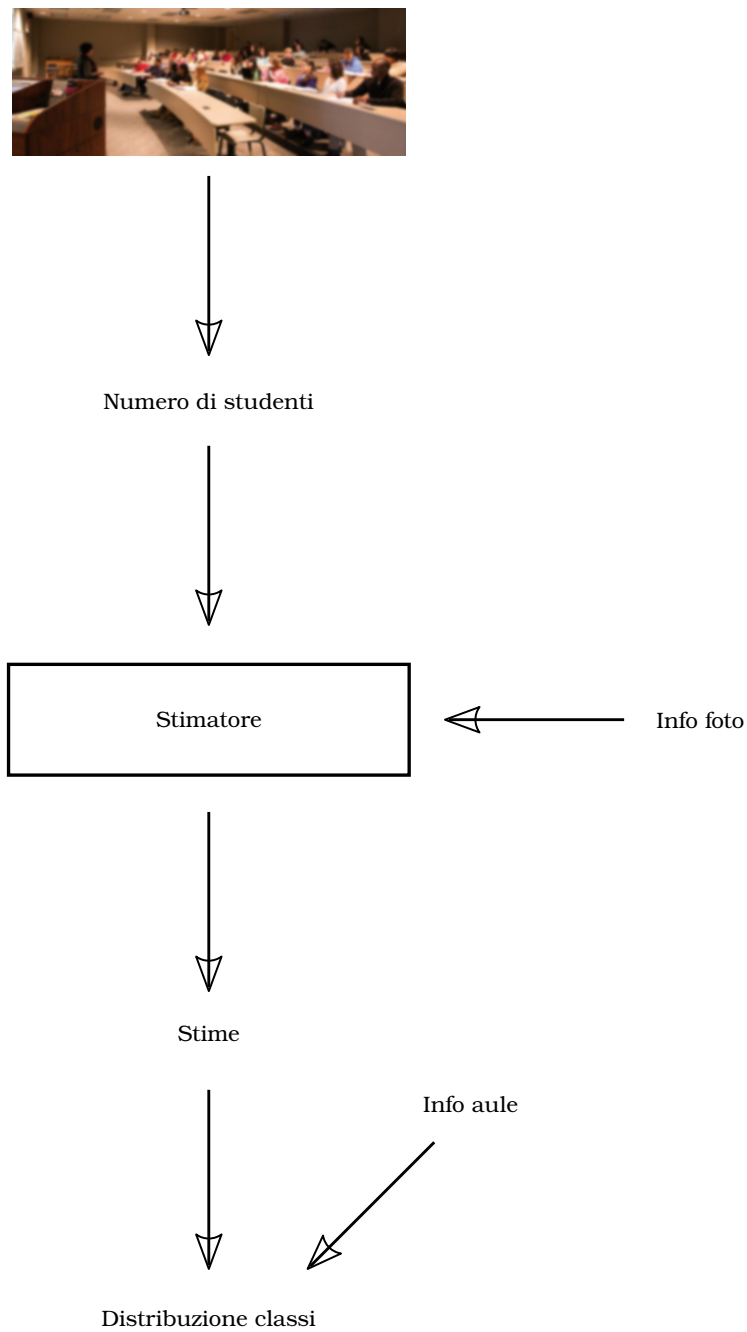 Numero di studenti
Stimatore
Info foto
Stime
Info aule
Distribuzione classi